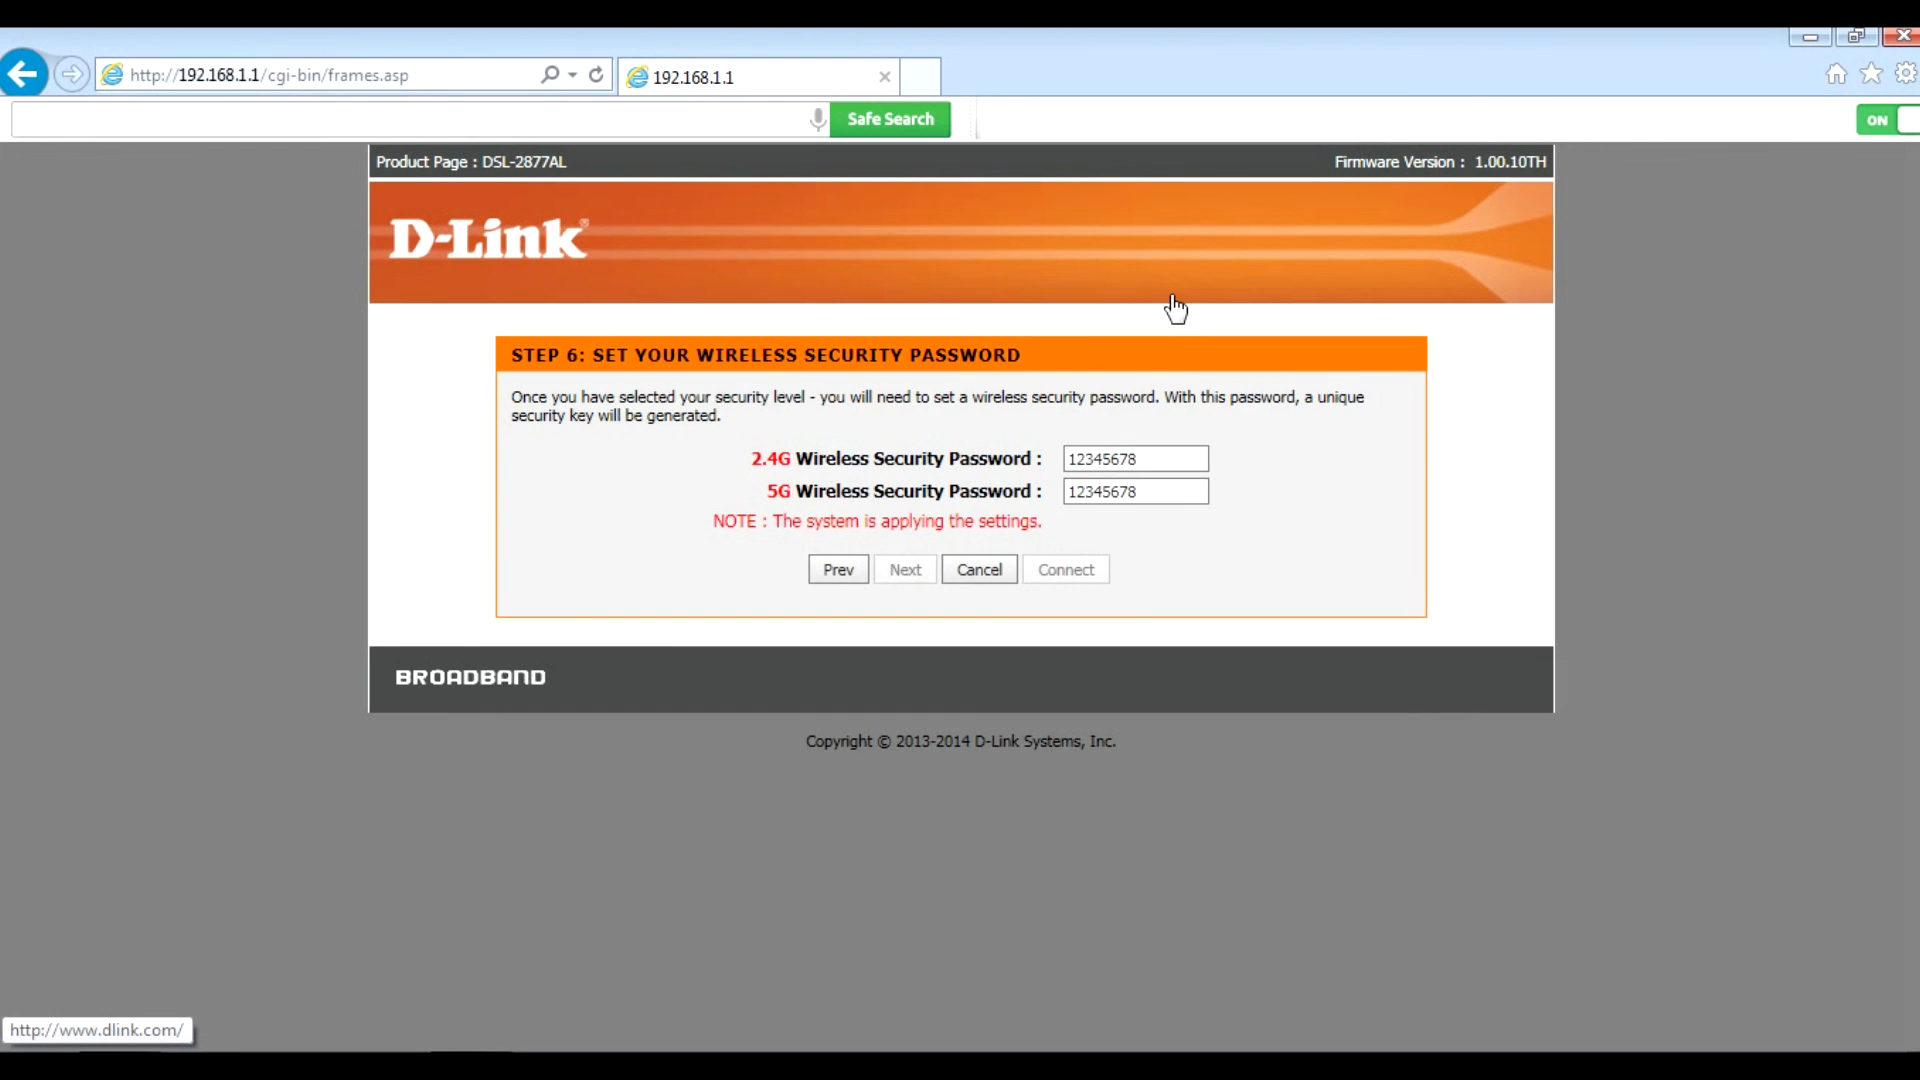 http://192.168.1.1/cgi-bin/frames.asp
192.168.1.1
Safe Search
ON
Product Page : DSL-2877AL
Firmware Version : 1.00.10TH
D-Link®
STEP 6: SET YOUR WIRELESS SECURITY PASSWORD
Once you have selected your security level - you will need to set a wireless security password. With this password, a unique
security key will be generated.
2.4G Wireless Security Password : 12345678
5G Wireless Security Password : 12345678
NOTE : The system is applying the settings.
Prev Next Cancel Connect
BROADBAND
Copyright © 2013-2014 D-Link Systems, Inc.
http://www.dlink.com/